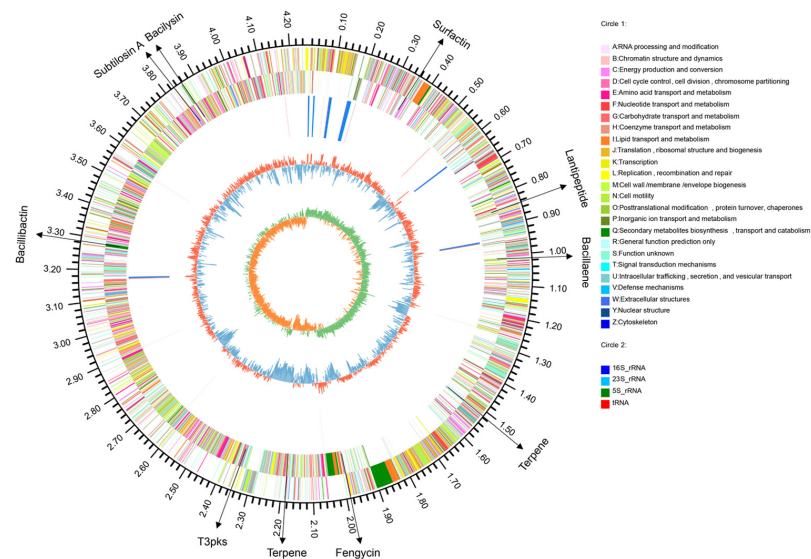 Circle 1:
A:RNA processing and modification
B:Chromatin structure and dynamics
C:Energy production and conversion
D:Cell cycle control, cell division , chromosome partitioning
E:Amino acid transport and metabolism
F:Nucleotide transport and metabolism
G:Carbohydrate transport and metabolism
H:Coenzyme transport and metabolism
I:Lipid transport and metabolism
J:Translation , ribosomal structure and biogenesis
K:Transcription
L:Replication , recombination and repair
M:Cell wall /membrane /envelope biogenesis
N:Cell motility
O:Posttranslational modification , protein turnover, chaperones
P:Inorganic ion transport and metabolism
Q:Secondary metabolites biosynthesis , transport and catabolism
R:General function prediction only
S:Function unknown
T:Signal transduction mechanisms
U:Intracellular trafficking , secretion , and vesicular transport
V:Defense mechanisms
W:Extracellular structures
Y:Nuclear structure
Z:Cytoskeleton
Circle 2:
16S_rRNA
23S_rRNA
5S_rRNA
tRNA
0.10
0.20
0.30
Surfactin
0.40
0.50
0.60
0.70
0.80
Lantipeptide
0.90
1.00
Bacillaene
1.10
1.20
1.30
1.40
1.50
Terpene
1.60
1.70
1.80
1.90
2.00
Fengycin
2.10
2.20
Terpene
2.30
T3pks
2.40
2.50
2.60
2.70
2.80
2.90
3.00
3.10
3.20
3.30
Bacillibactin
3.40
3.50
3.60
3.70
3.80
Subtilosin A
Bacilysin
3.90
4.00
4.10
4.20